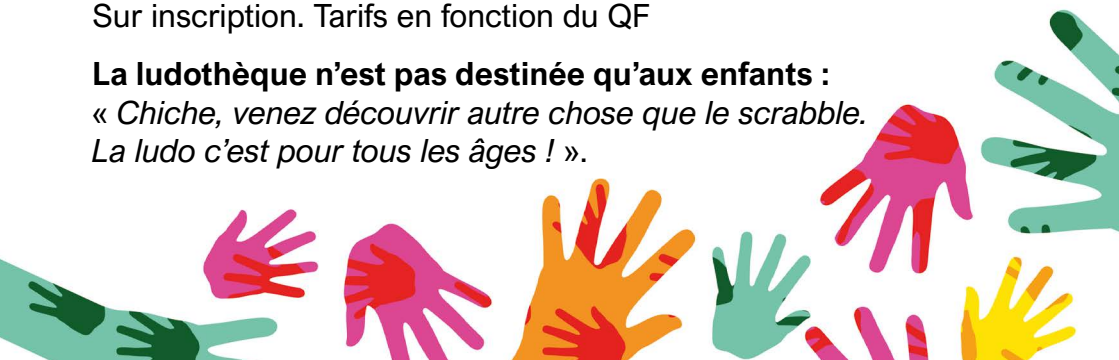 Sur inscription. Tarifs en fonction du QF
La ludothèque n’est pas destinée qu’aux enfants :
« Chiche, venez découvrir autre chose que le scrabble.
La ludo c'est pour tous les âges ! ».